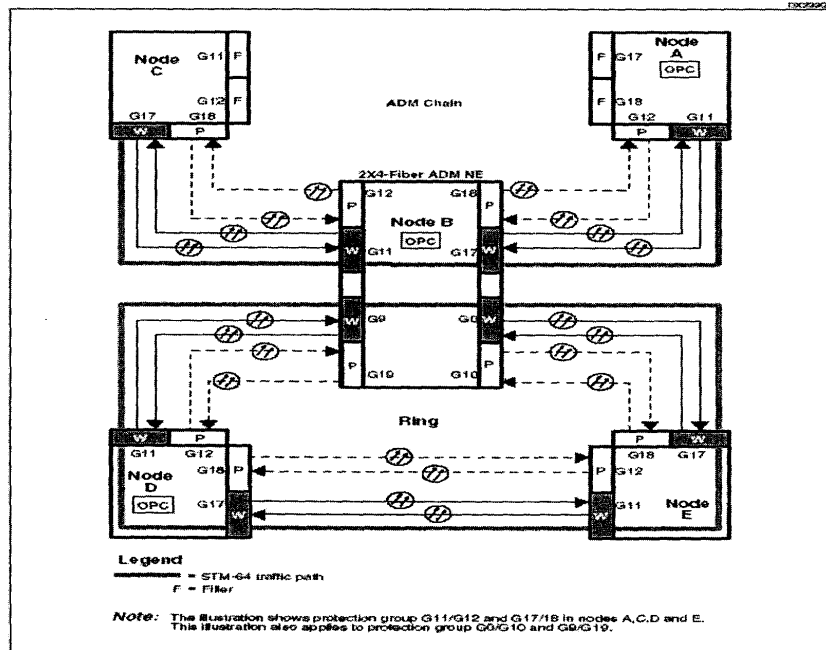 Node
C
G11
F
G12
F
G17
G18
W
P
Node
A
OPC
F
G17
F
G18
G12
G11
P
W
ADM Chain
2X4-Fiber ADM NE
G12
G18
P
P
Node B
OPC
W
W
G11
G17
W
W
G9
G0
P
P
G19
G10
Ring
W
P
G11
G12
Node
D
OPC
G18
P
G17
W
P
W
G18
G17
P
G12
W
G11
Node
E
Legend
= STM-64 traffic path
F = Filler
Note: The illustration shows protection group G11/G12 and G17/18 in nodes A,C,D and E.
This illustration also applies to protection group G0/G10 and G9/G19.